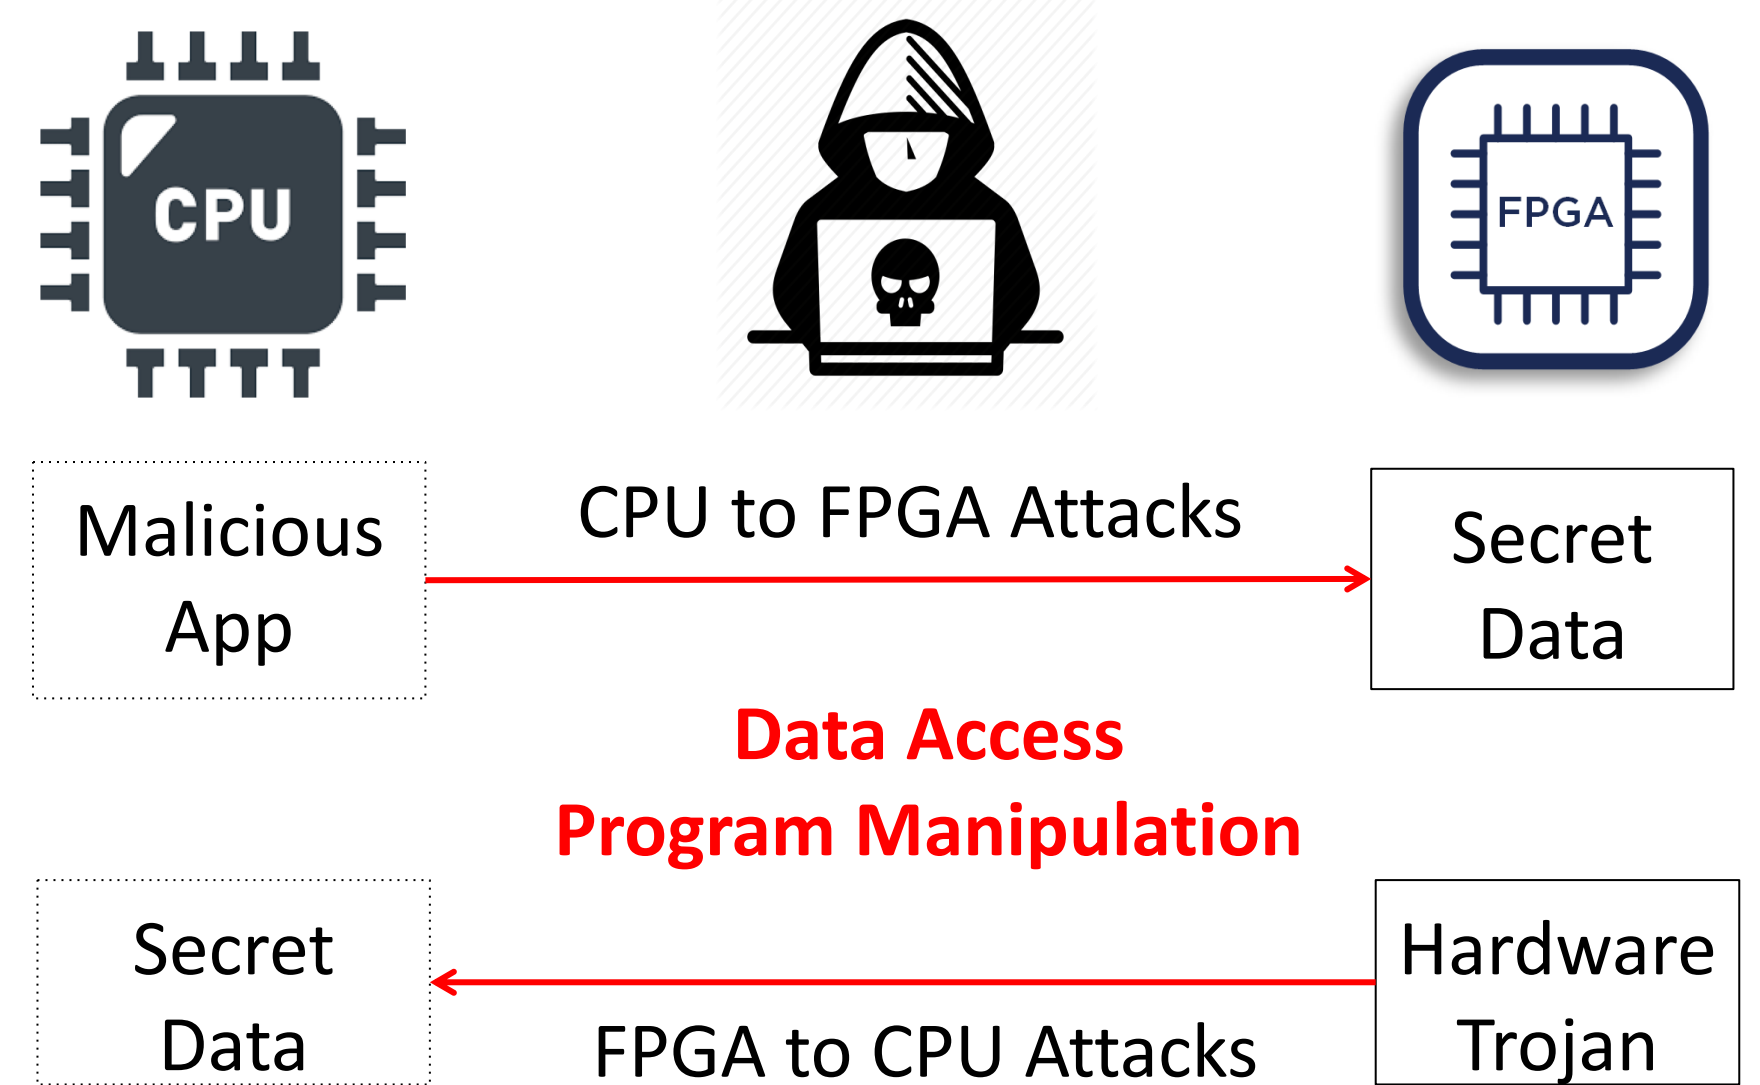 CPU
FPGA
Malicious
App
CPU to FPGA Attacks
Secret
Data
Data Access
Program Manipulation
Secret
Data
FPGA to CPU Attacks
Hardware
Trojan